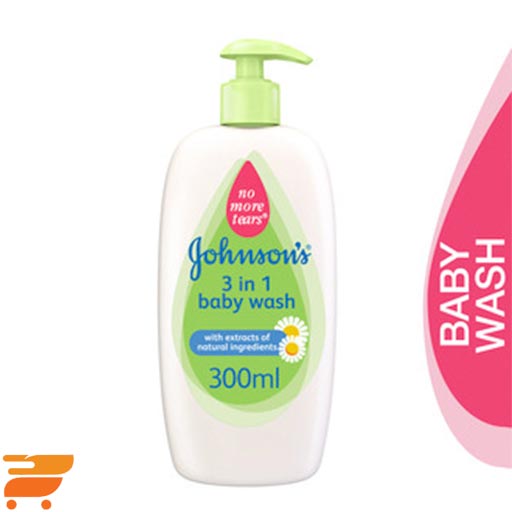 no
more
tears®
Johnson's®
3 in 1
baby wash
with extracts of
natural ingredients
300ml
BABY
WASH